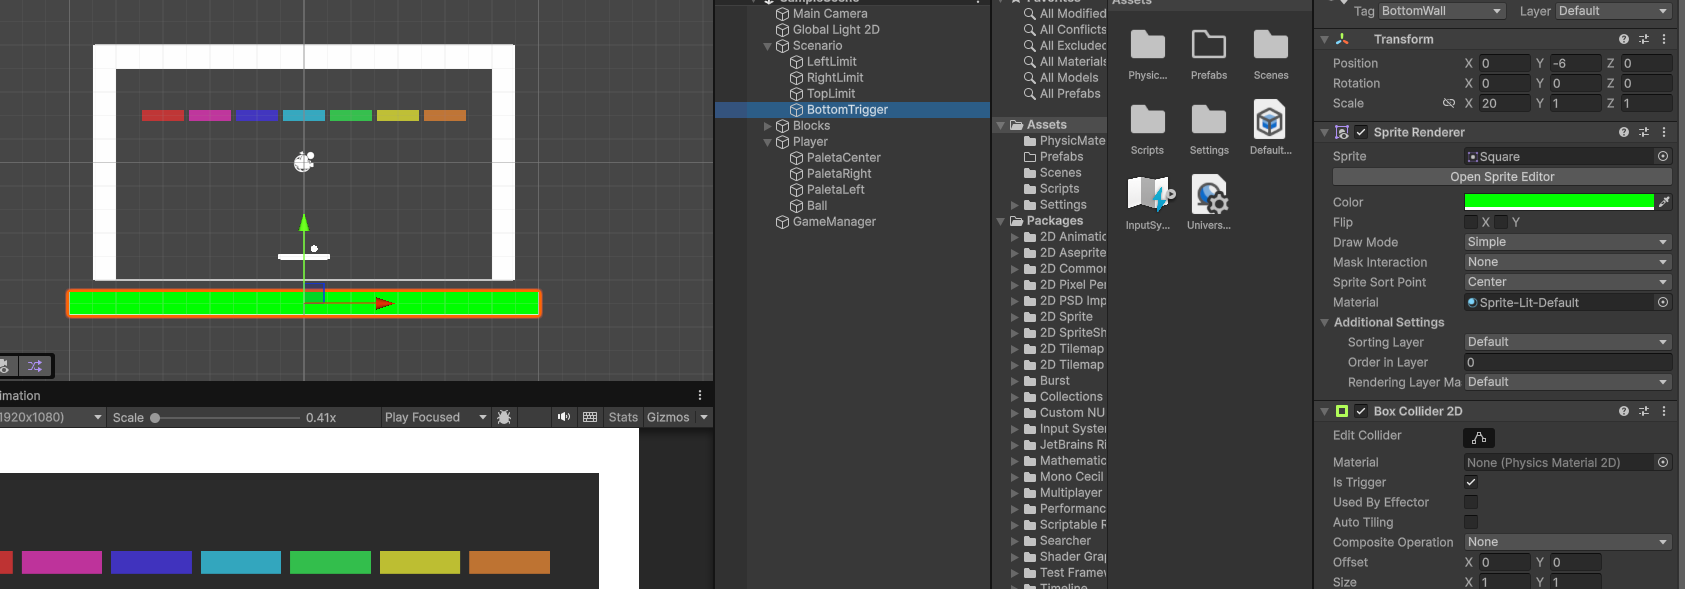 SampleScene
Main Camera
Global Light 2D
Scenario
LeftLimit
RightLimit
TopLimit
BottomTrigger
Blocks
Player
PaletaCenter
PaletaRight
PaletaLeft
Ball
GameManager
Favorites
All Modified
All Conflicts
All Excluded
All Materials
All Models
All Prefabs
Assets
PhysicMate
Prefabs
Scenes
Scripts
Settings
Packages
2D Animatic
2D Aseprite
2D Common
2D Pixel Per
2D PSD Imp
2D Sprite
2D SpriteSh
2D Tilemap
2D Tilemap
Burst
Collections
Custom NU
Input System
JetBrains Ri
Mathematic
Mono Cecil
Multiplayer
Performanc
Scriptable R
Searcher
Shader Grap
Test Framew
Timeline
Assets
Physic...
Prefabs
Scenes
Scripts
Settings
Default...
InputSy...
Univers...
Tag BottomWall Layer Default
Transform
Position X 0 Y -6 Z 0
Rotation X 0 Y 0 Z 0
Scale X 20 Y 1 Z 1
Sprite Renderer
Sprite Square
Open Sprite Editor
Color
Flip X Y
Draw Mode Simple
Mask Interaction None
Sprite Sort Point Center
Material Sprite-Lit-Default
Additional Settings
Sorting Layer Default
Order in Layer 0
Rendering Layer Ma Default
Box Collider 2D
Edit Collider
Material None (Physics Material 2D)
Is Trigger
Used By Effector
Auto Tiling
Composite Operation None
Offset X 0 Y 0
Size X 1 Y 1
imation
1920x1080) Scale 0.41x Play Focused Stats Gizmos